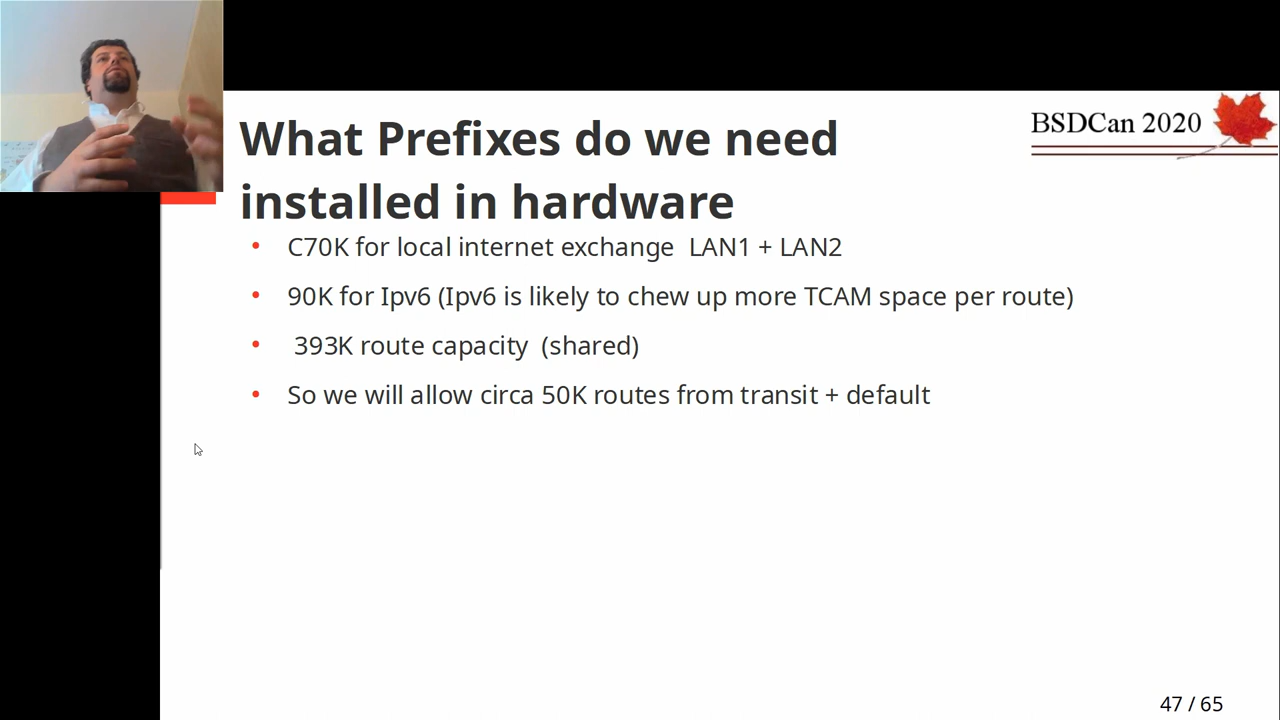 BSDCan 2020
What Prefixes do we need
installed in hardware
C70K for local internet exchange LAN1 + LAN2
90K for Ipv6 (Ipv6 is likely to chew up more TCAM space per route)
393K route capacity (shared)
So we will allow circa 50K routes from transit + default
47 / 65